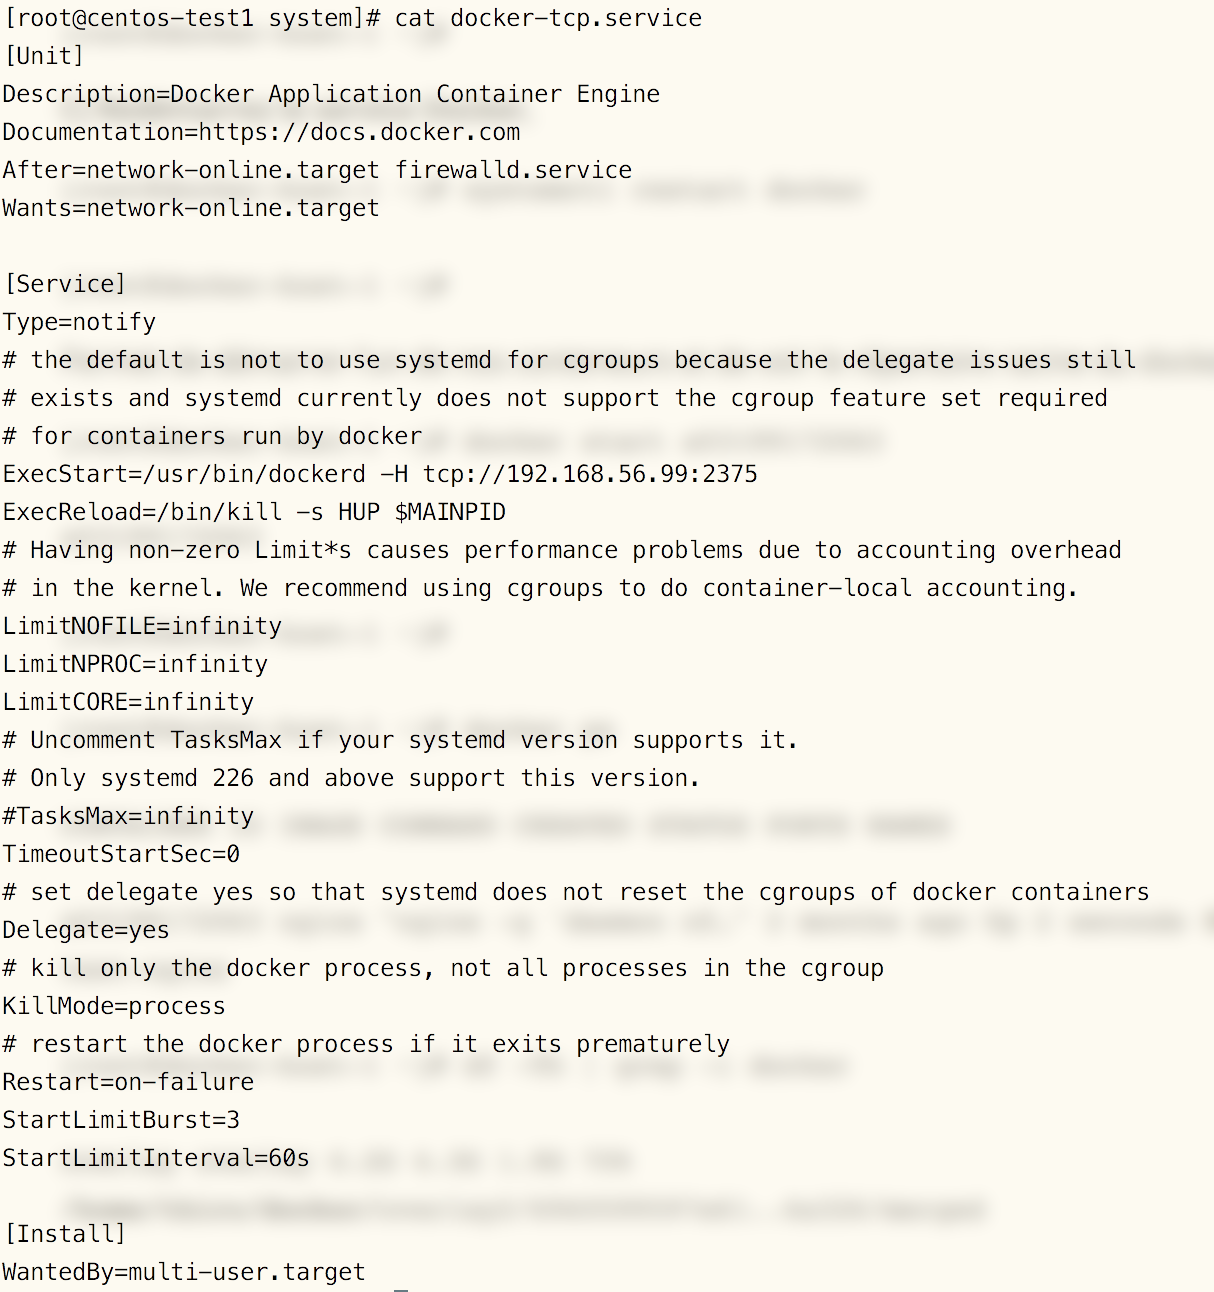 [root@centos-test1 system]# cat docker-tcp.service
[Unit]
Description=Docker Application Container Engine
Documentation=https://docs.docker.com
After=network-online.target firewalld.service
Wants=network-online.target

[Service]
Type=notify
# the default is not to use systemd for cgroups because the delegate issues still
# exists and systemd currently does not support the cgroup feature set required
# for containers run by docker
ExecStart=/usr/bin/dockerd -H tcp://192.168.56.99:2375
ExecReload=/bin/kill -s HUP $MAINPID
# Having non-zero Limit*s causes performance problems due to accounting overhead
# in the kernel. We recommend using cgroups to do container-local accounting.
LimitNOFILE=infinity
LimitNPROC=infinity
LimitCORE=infinity
# Uncomment TasksMax if your systemd version supports it.
# Only systemd 226 and above support this version.
#TasksMax=infinity
TimeoutStartSec=0
# set delegate yes so that systemd does not reset the cgroups of docker containers
Delegate=yes
# kill only the docker process, not all processes in the cgroup
KillMode=process
# restart the docker process if it exits prematurely
Restart=on-failure
StartLimitBurst=3
StartLimitInterval=60s

[Install]
WantedBy=multi-user.target